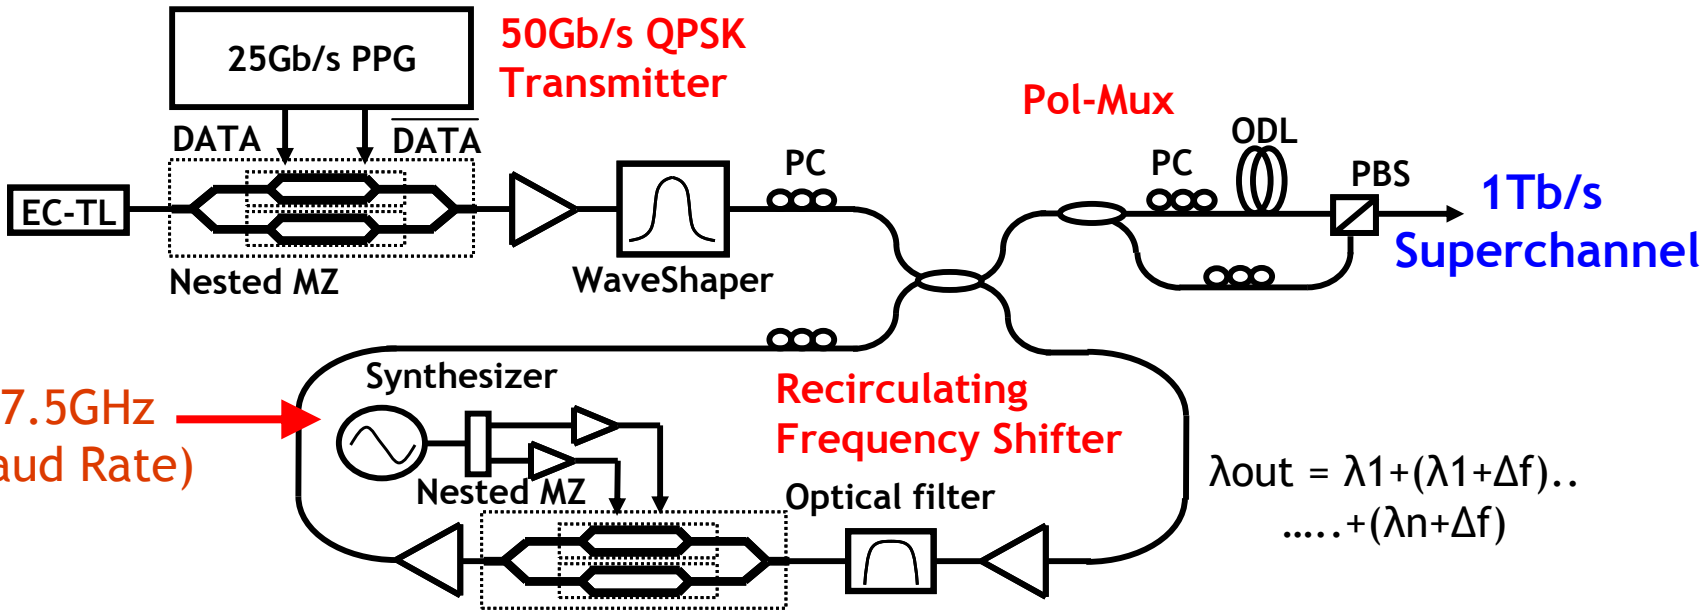 25Gb/s PPG
50Gb/s QPSK
Transmitter
DATA
DATA
EC-TL
Nested MZ
WaveShaper
PC
Pol-Mux
PC
ODL
PBS
1Tb/s
Superchannel
7.5GHz
aud Rate)
Synthesizer
Nested MZ
Recirculating
Frequency Shifter
Optical filter
λout = λ1+(λ1+Δf)..
.....+(λn+Δf)